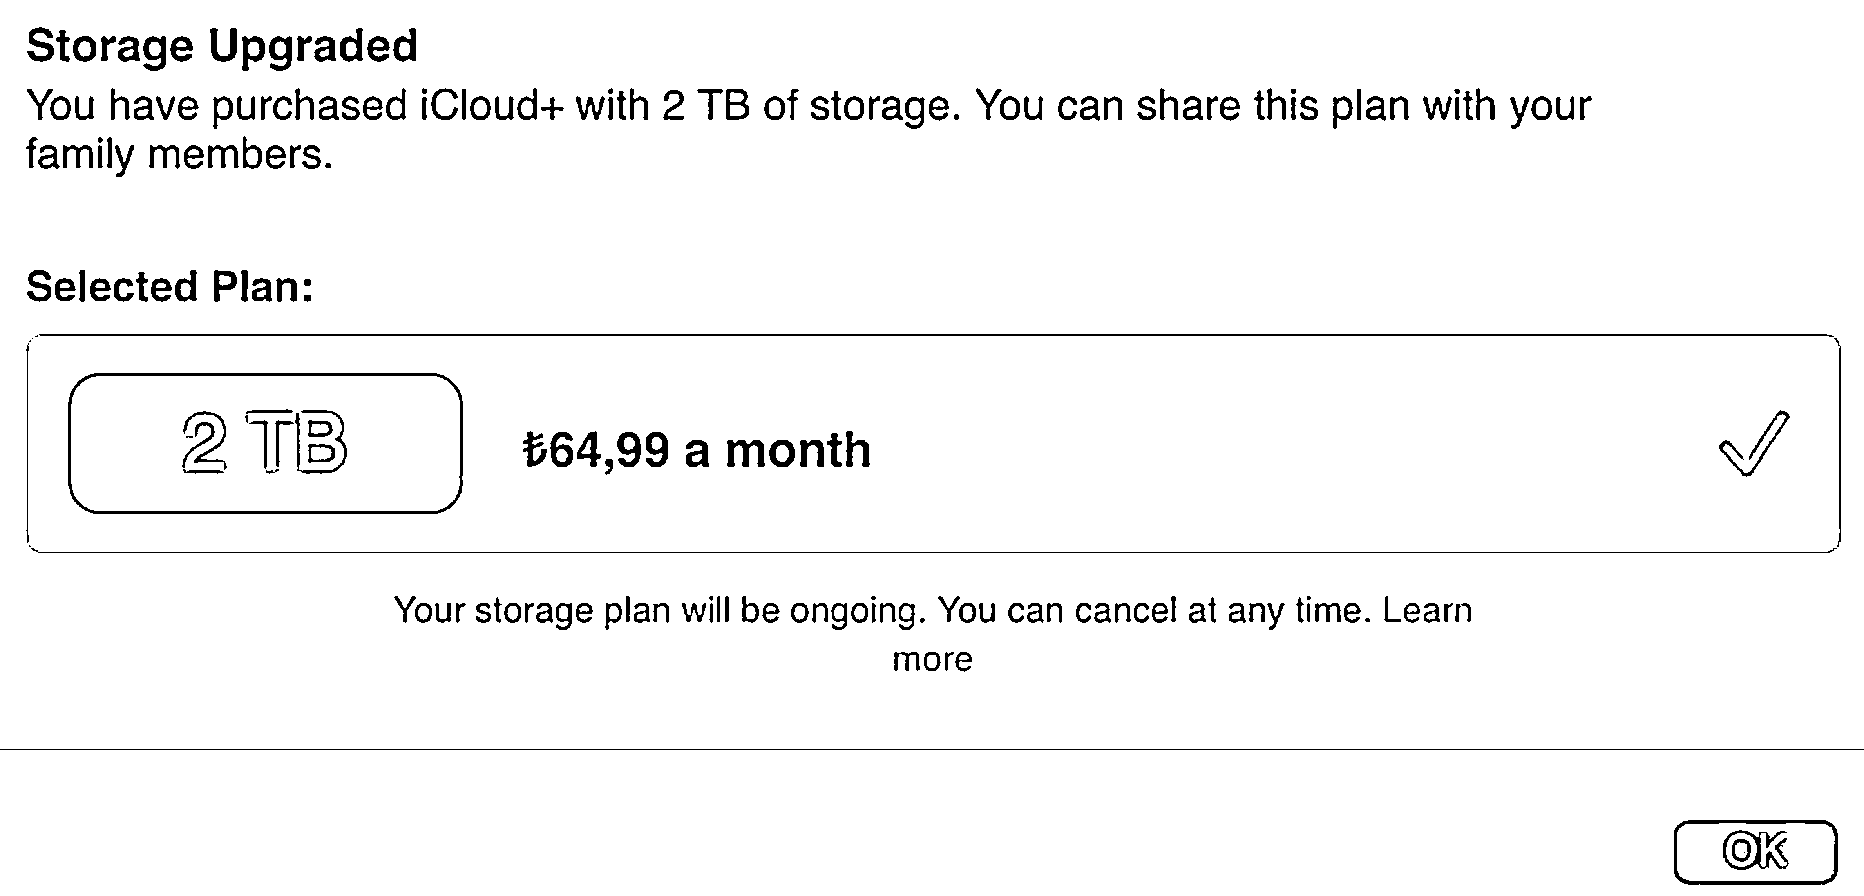 Storage Upgraded
You have purchased iCloud+ with 2 TB of storage. You can share this plan with your
family members.
Selected Plan:
2 TB
₺64,99 a month
Your storage plan will be ongoing. You can cancel at any time. Learn
more
OK